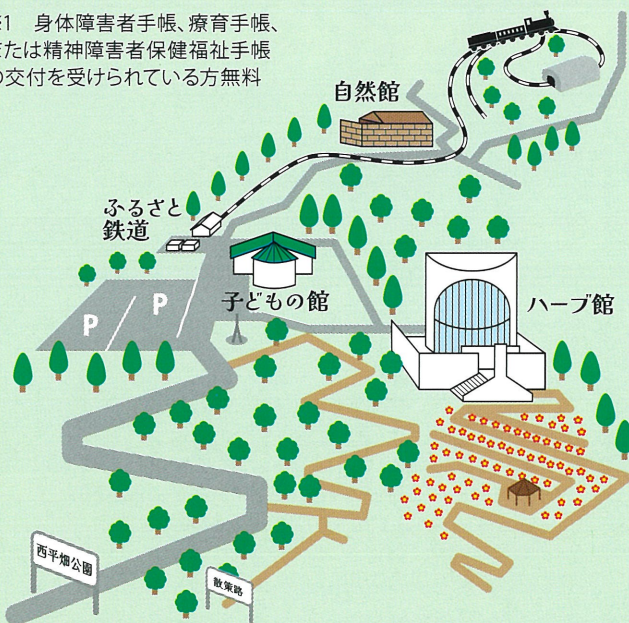 ※1 身体障害者手帳、療育手帳、
または精神障害者保健福祉手帳
の交付を受けられている方無料
自然館
ふるさと
鉄道
子どもの館
ハーブ館
P
P
西平畑公園
散策路